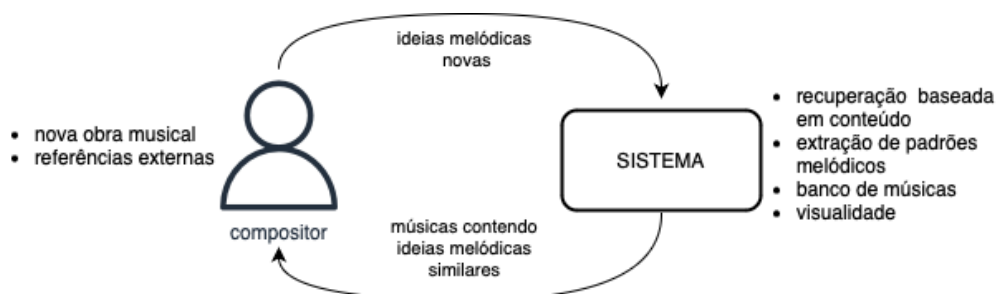 ideias melódicas
novas
• nova obra musical
• referências externas
compositor
SISTEMA
• recuperação baseada
em conteúdo
• extração de padrões
melódicos
• banco de músicas
• visualidade
músicas contendo
ideias melódicas
similares